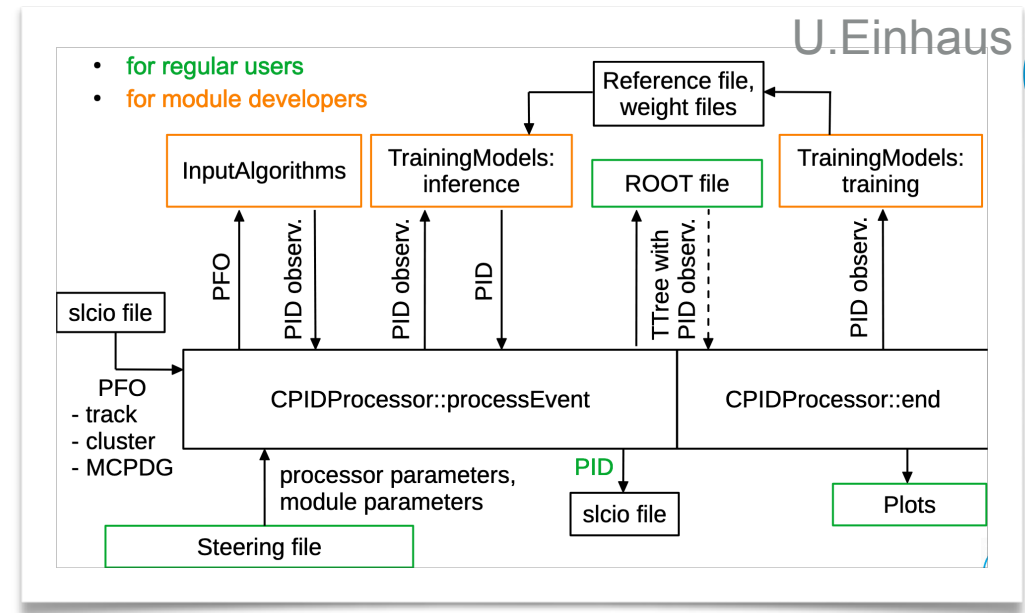 U.Einhaus
• for regular users
• for module developers
Reference file,
weight files
InputAlgorithms
TrainingModels:
inference
ROOT file
TrainingModels:
training
PFO
PID observ.
PID observ.
PID
TTree with
PID observ.
PID observ.
slcio file
PFO
- track
- cluster
- MCPDG
CPIDProcessor::processEvent
CPIDProcessor::end
processor parameters,
module parameters
PID
slcio file
Plots
Steering file